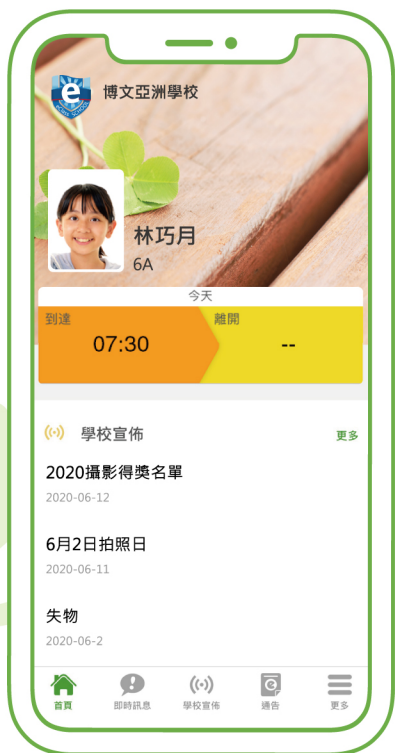 e
博文亞洲學校
林巧月
6A
今天
到達
離開
07:30
--
學校宣佈
更多
2020攝影得獎名單
2020-06-12
6月2日拍照日
2020-06-11
失物
2020-06-2
首頁
即時訊息
學校宣佈
通告
更多